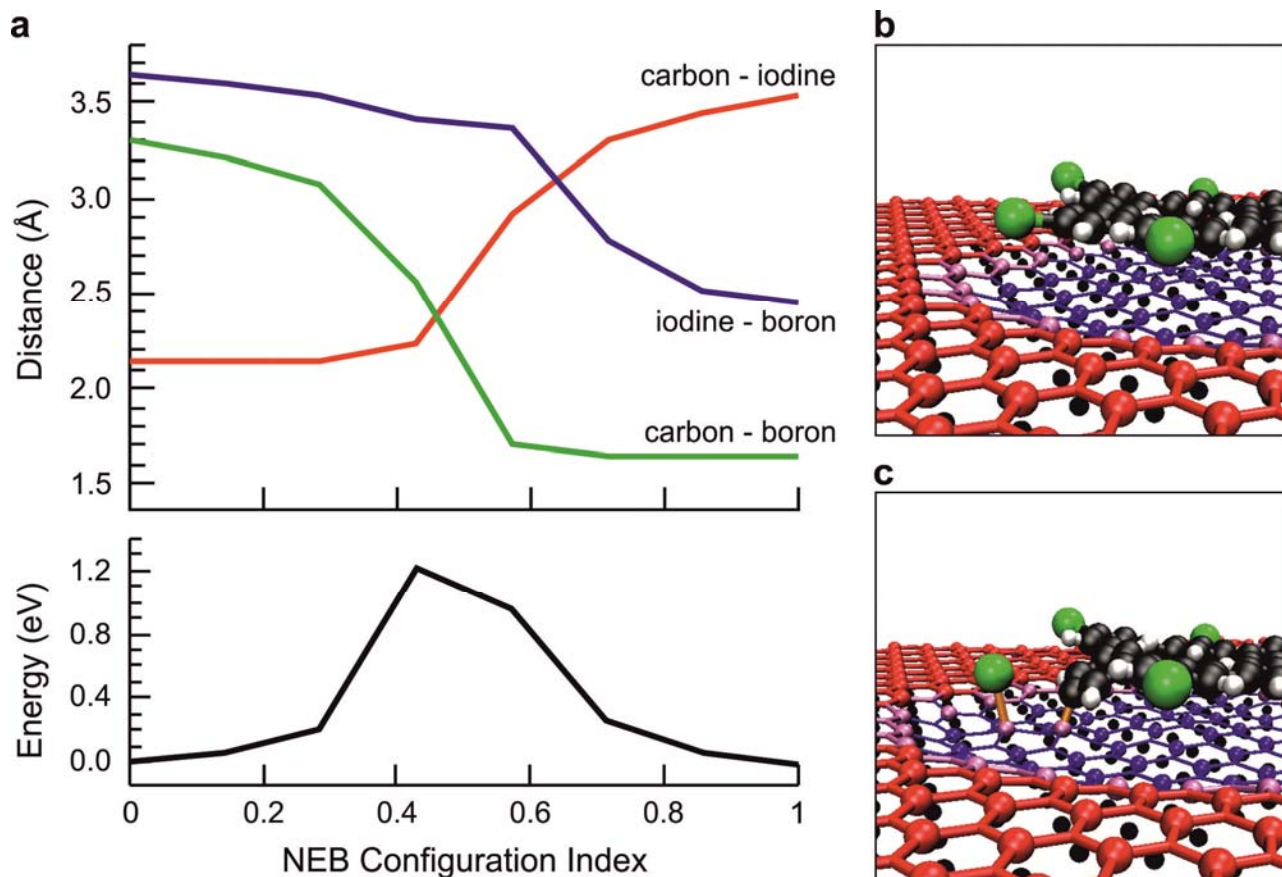 a
b
3.5
3.0
2.5
2.0
1.5
Distance (Å)
carbon - iodine
iodine - boron
carbon - boron
c
1.2
0.8
0.4
0.0
Energy (eV)
0
0.2
0.4
0.6
0.8
1
NEB Configuration Index